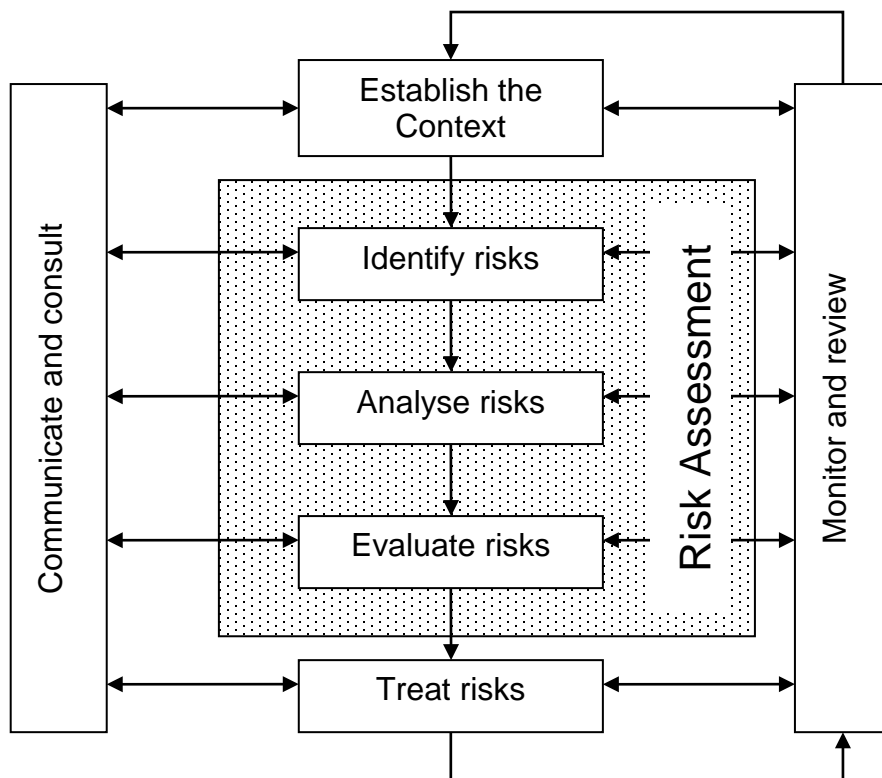 Establish the
Context
Communicate and consult
Identify risks
Analyse risks
Evaluate risks
Risk Assessment
Monitor and review
Treat risks